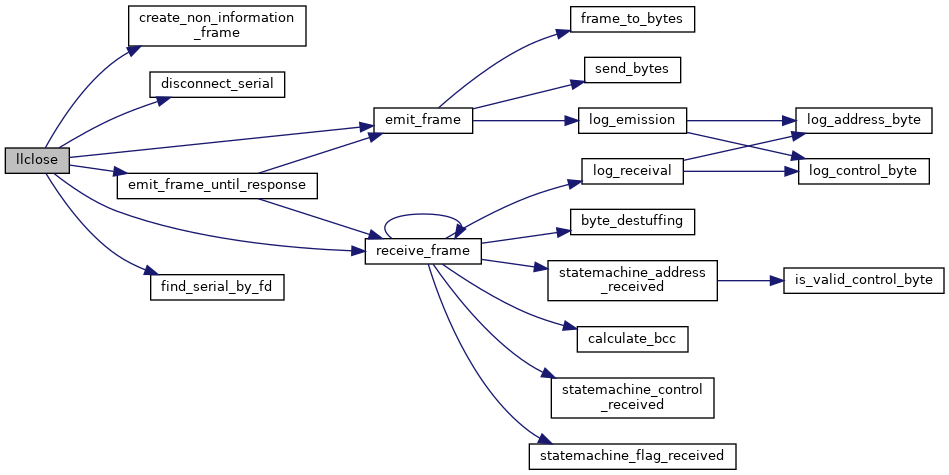 create_non_information
_frame
disconnect_serial
llclose
emit_frame_until_response
find_serial_by_fd
emit_frame
receive_frame
frame_to_bytes
send_bytes
log_emission
log_receival
byte_destuffing
statemachine_address
_received
calculate_bcc
statemachine_control
_received
statemachine_flag_received
log_address_byte
log_control_byte
is_valid_control_byte